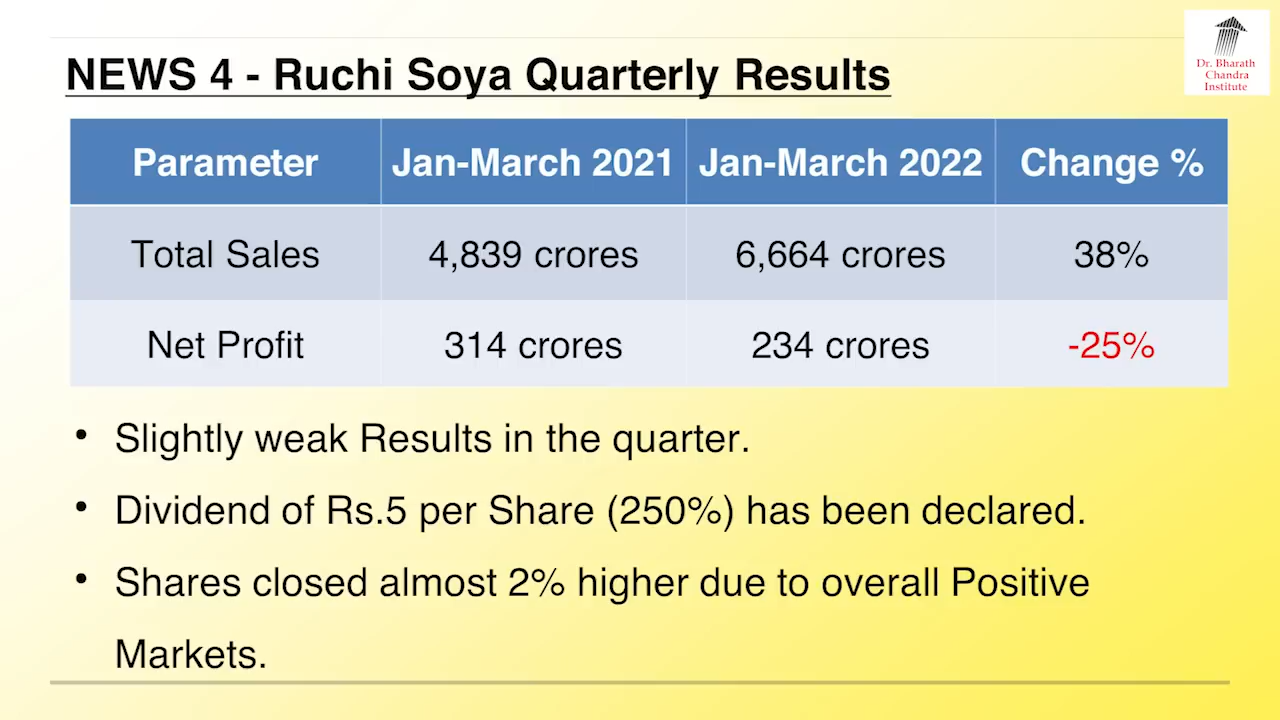 Dr. Bharath
Chandra
Institute
NEWS 4 - Ruchi Soya Quarterly Results
Parameter Jan-March 2021 Jan-March 2022 Change %
Total Sales 4,839 crores 6,664 crores 38%
Net Profit 314 crores 234 crores -25%
• Slightly weak Results in the quarter.
• Dividend of Rs.5 per Share (250%) has been declared.
• Shares closed almost 2% higher due to overall Positive
Markets.